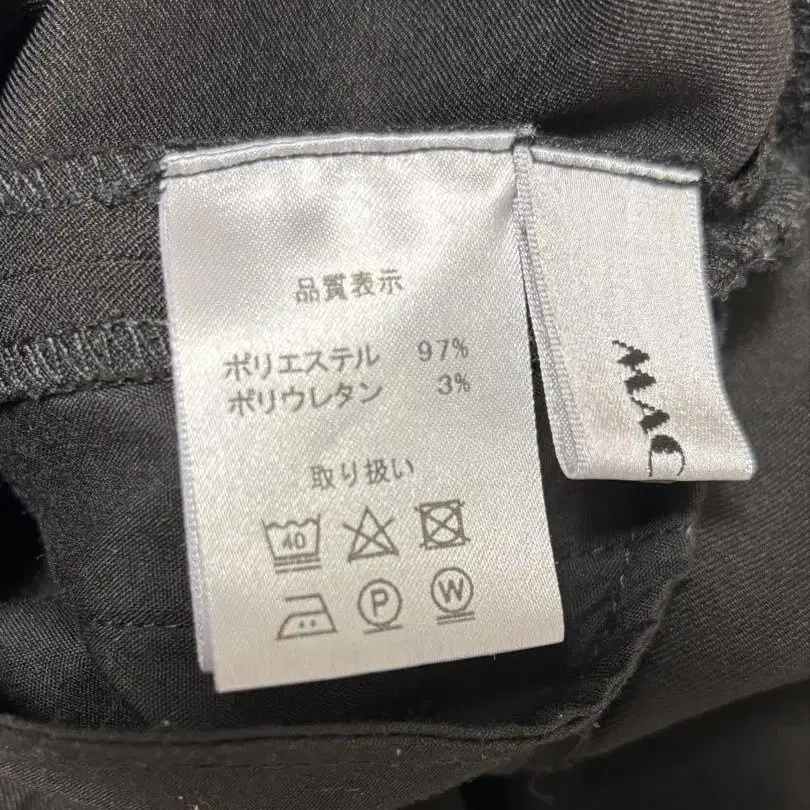 品質表示
ポリエステル 97%
ポリウレタン 3%
取り扱い
40
P
W
MAC